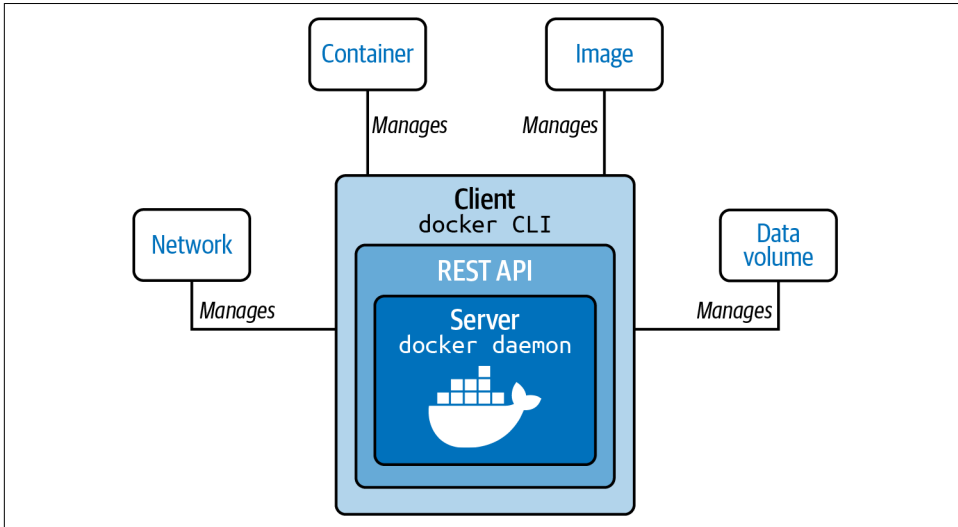 Container
Image
Manages
Manages
Client
docker CLI
Network
Data
volume
REST API
Manages
Manages
Server
docker daemon